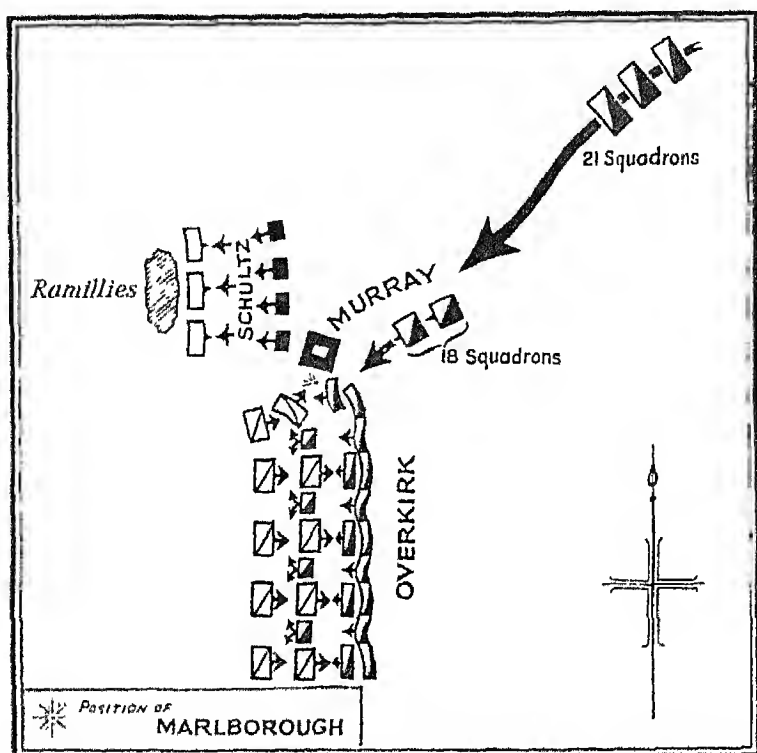 21 Squadrons
Ramillies
SCHULTZ
MURRAY
18 Squadrons
OVERKIRK
POSITION OF
MARLBOROUGH